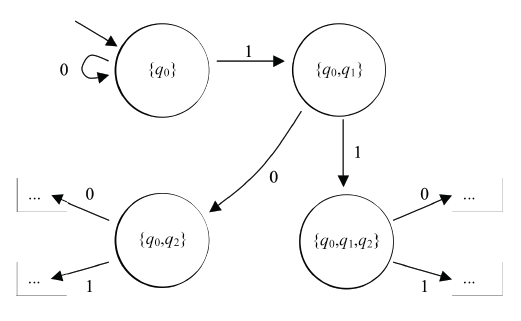 1
0
{q₀}
{q₀,q₁}
1
0
... 0
0 ...
{q₀,q₂}
{q₀,q₁,q₂}
... 1
1 ...